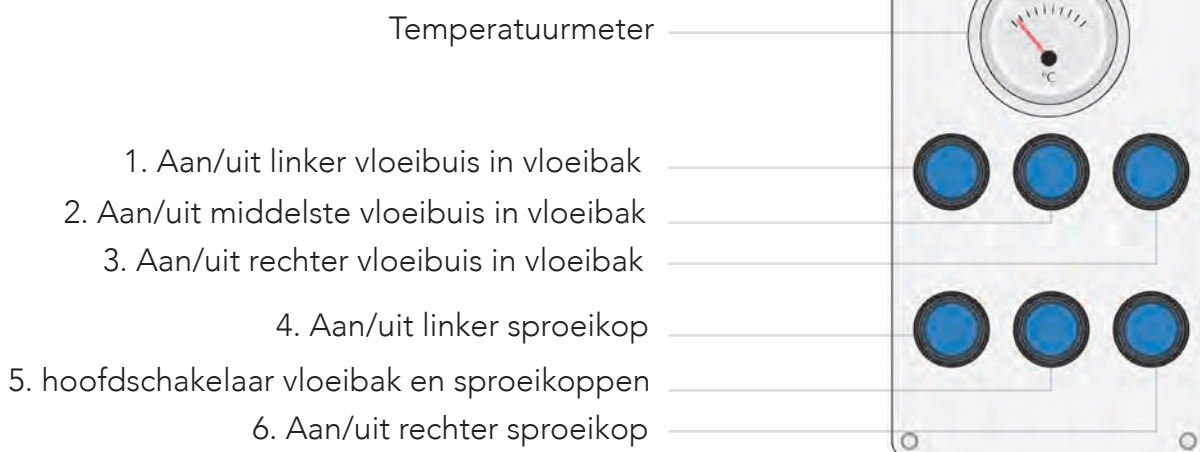 Temperatuurmeter
°C
1. Aan/uit linker vloeibuis in vloeibak
2. Aan/uit middelste vloeibuis in vloeibak
3. Aan/uit rechter vloeibuis in vloeibak
4. Aan/uit linker sproeikop
5. hoofdschakelaar vloeibak en sproeikoppen
6. Aan/uit rechter sproeikop